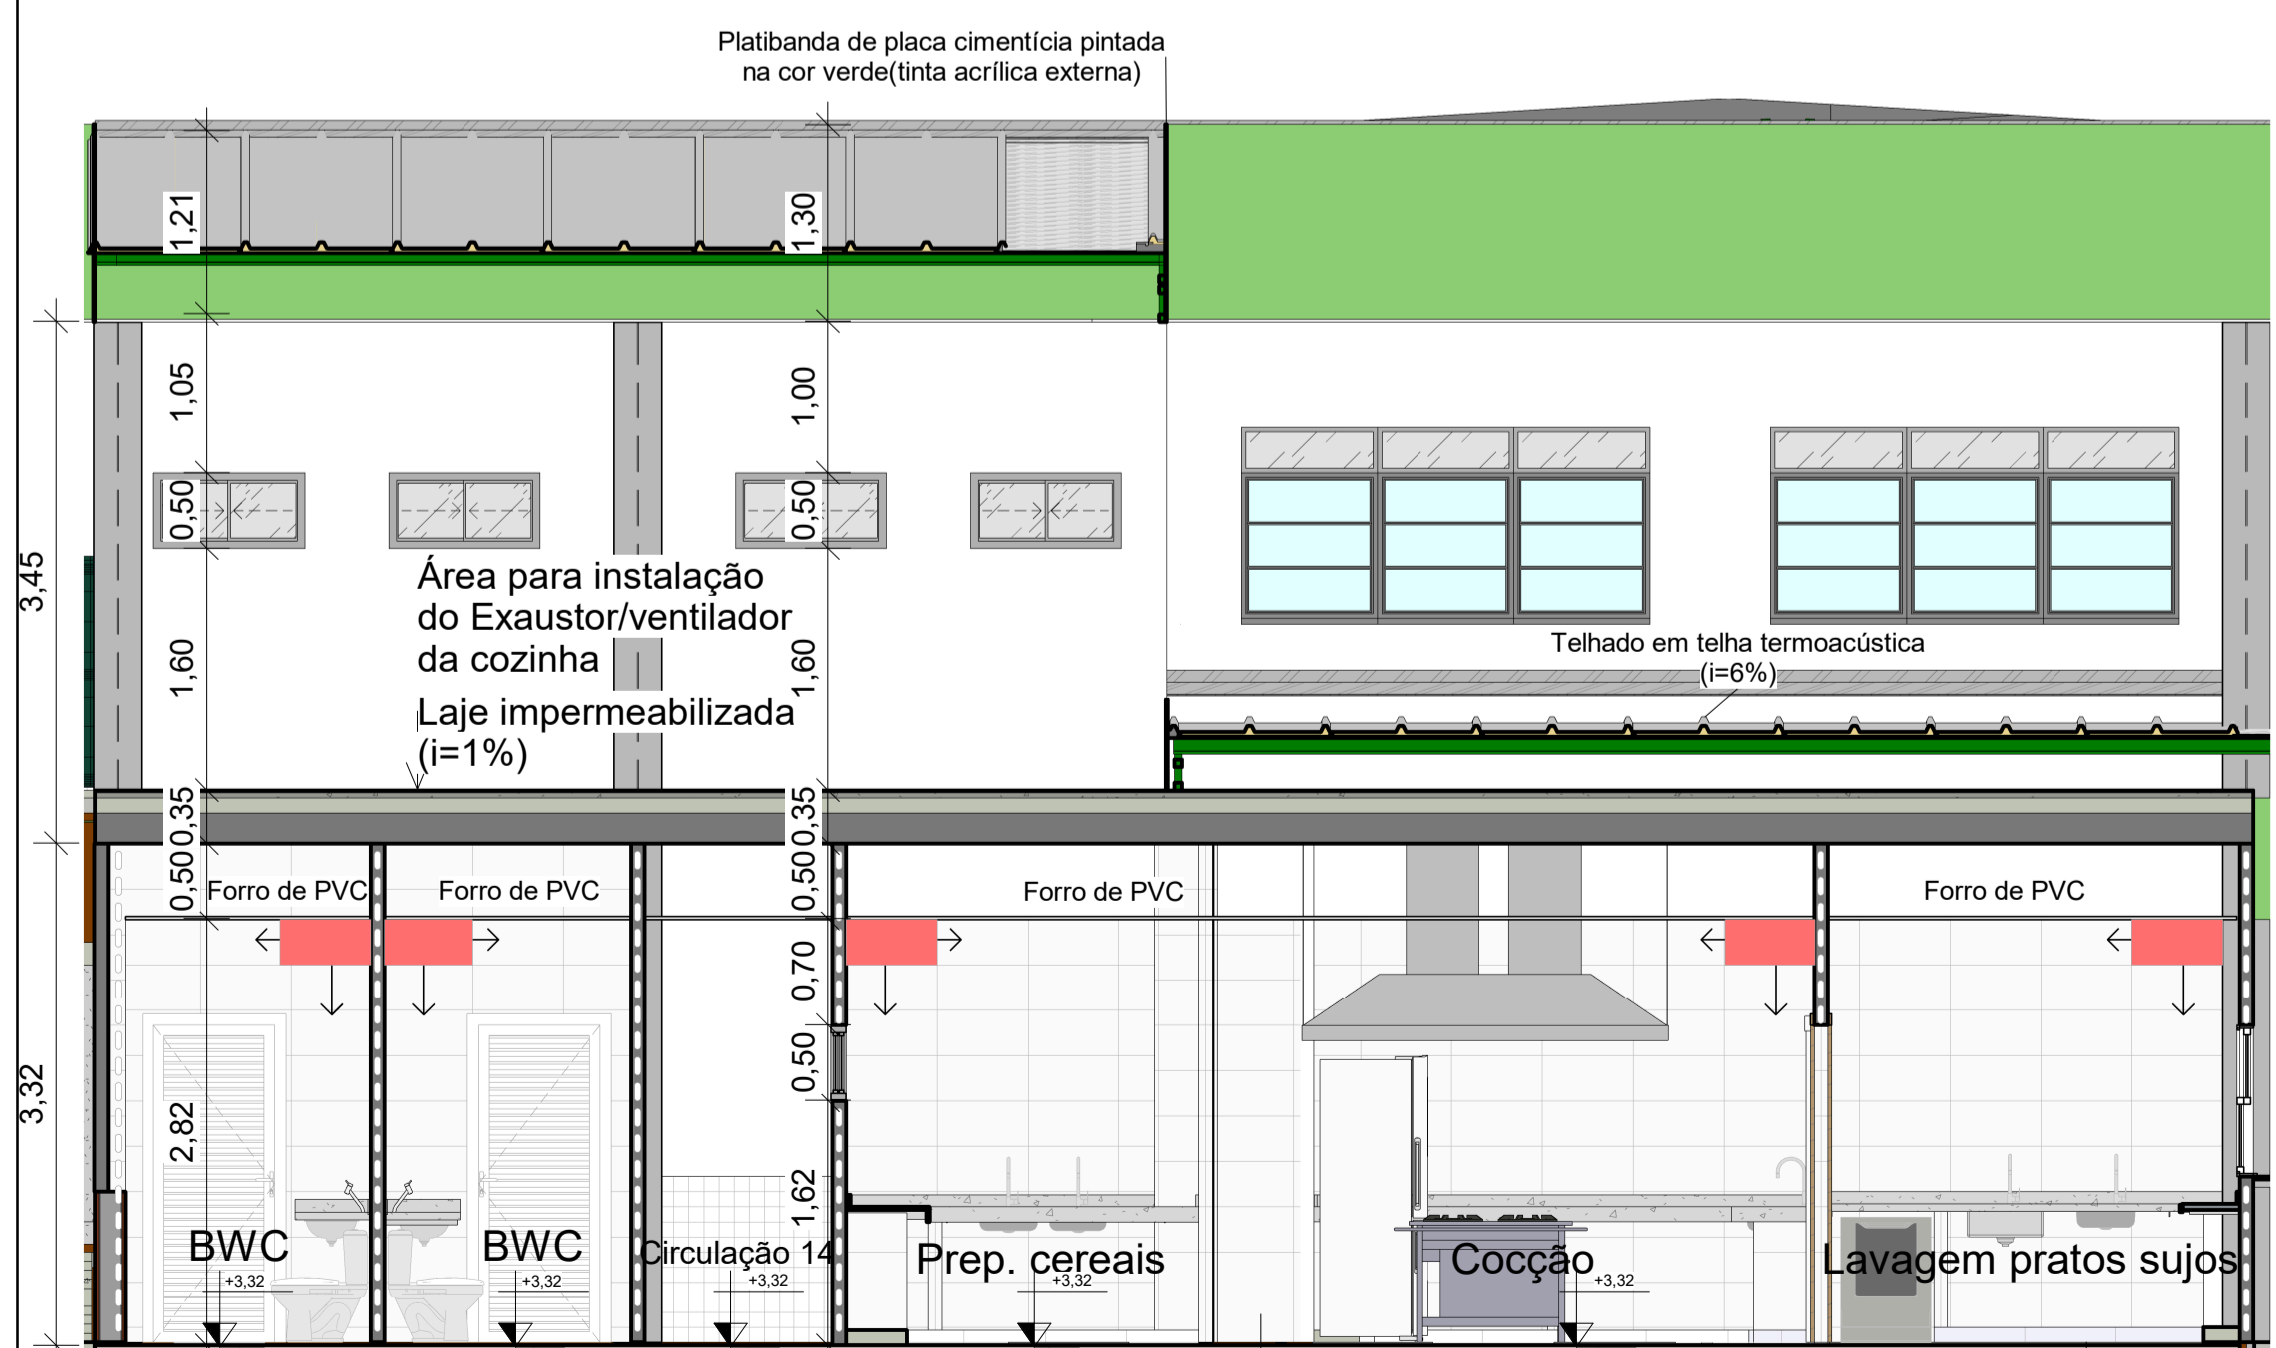 Platibanda de placa cimentícia pintada
na cor verde(tinta acrílica externa)
1,21
1,30
1,05
1,00
0,50
0,50
3,45
Área para instalação
do Exaustor/ventilador
da cozinha
1,60
1,60
Telhado em telha termoacústica
(i=6%)
Laje impermeabilizada
(i=1%)
0,35
0,35
0,50
0,50
Forro de PVC
Forro de PVC
Forro de PVC
Forro de PVC
0,70
0,50
3,32
2,82
1,62
BWC
BWC
Circulação 14
Prep. cereais
Cocção
Lavagem pratos sujos
+3,32
+3,32
+3,32
+3,32
+3,32